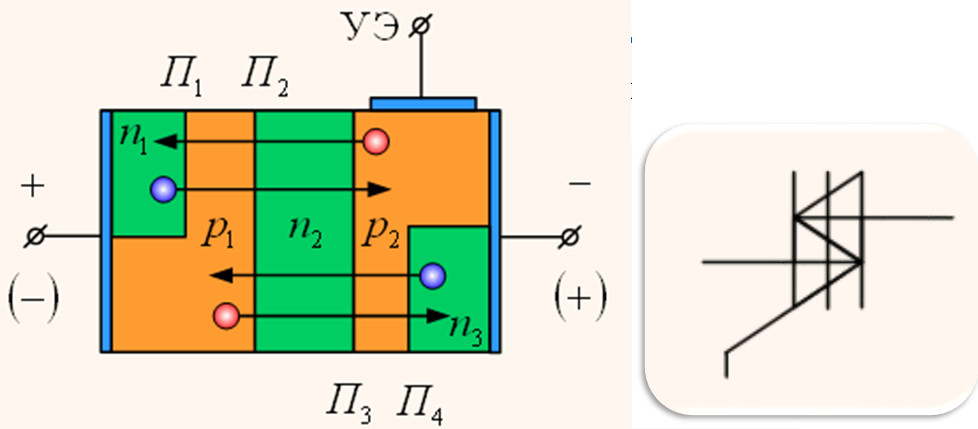 УЭ
П₁ П₂
n₁
+ −
p₁ n₂ p₂
(−) (+)
n₃
П₃ П₄